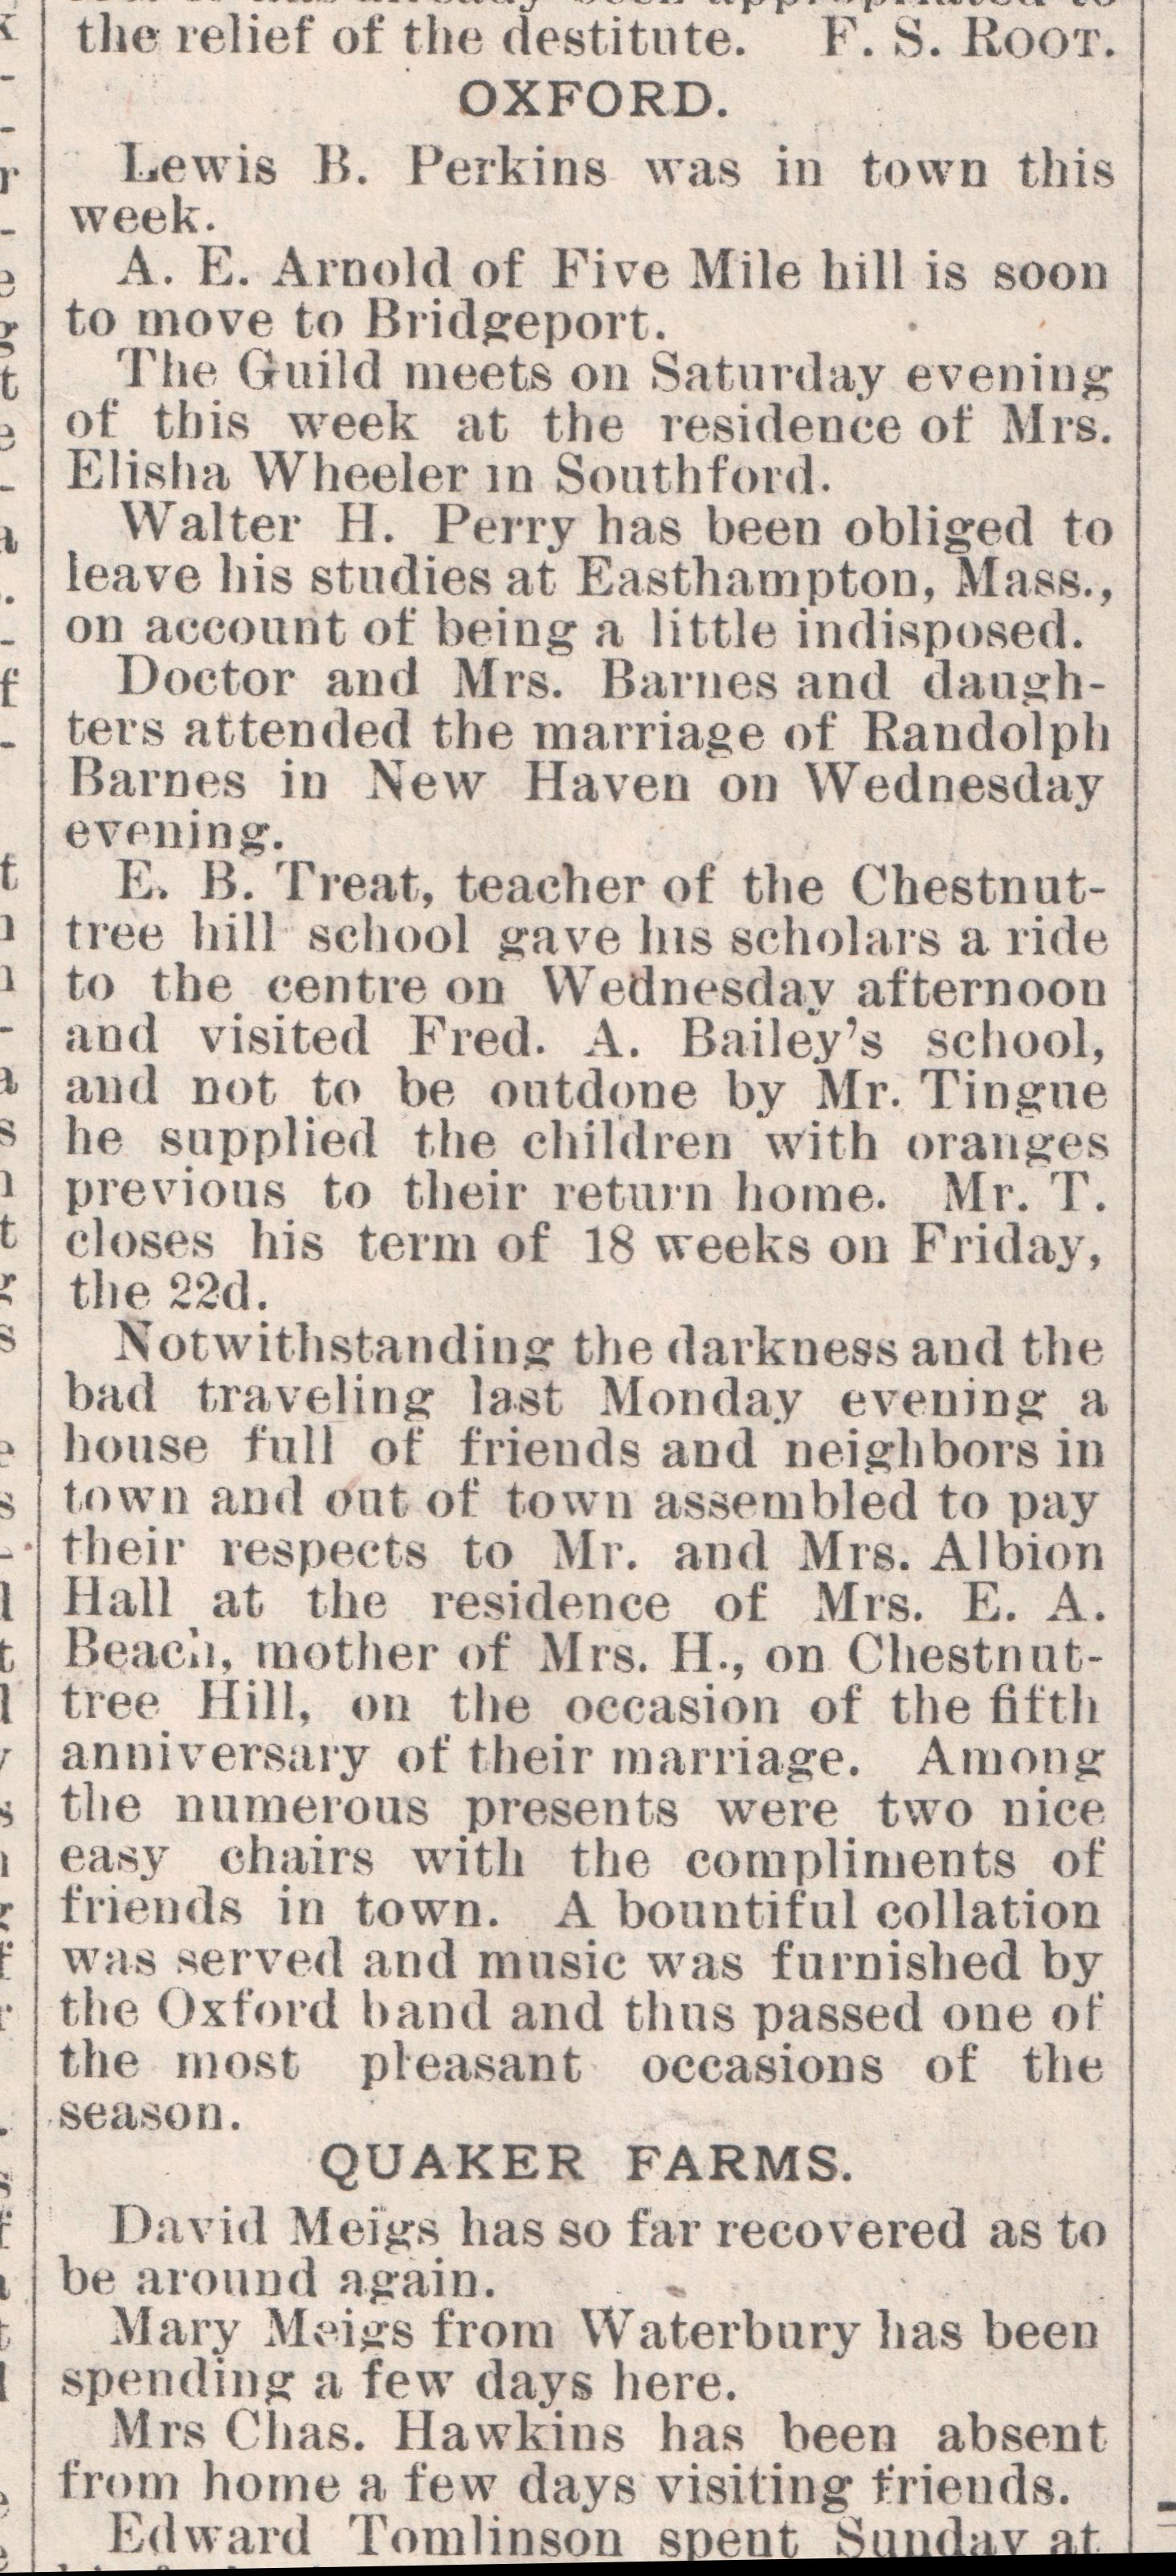 the relief of the destitute. F. S. ROOT.
OXFORD.
Lewis B. Perkins was in town this
week.
A. E. Arnold of Five Mile hill is soon
to move to Bridgeport.
The Guild meets on Saturday evening
of this week at the residence of Mrs.
Elisha Wheeler in Southford.
Walter H. Perry has been obliged to
leave his studies at Easthampton, Mass.,
on account of being a little indisposed.
Doctor and Mrs. Barnes and daugh-
ters attended the marriage of Randolph
Barnes in New Haven on Wednesday
evening.
E. B. Treat, teacher of the Chestnut-
tree hill school gave his scholars a ride
to the centre on Wednesday afternoon
and visited Fred. A. Bailey's school,
and not to be outdone by Mr. Tingue
he supplied the children with oranges
previous to their return home. Mr. T.
closes his term of 18 weeks on Friday,
the 22d.
Notwithstanding the darkness and the
bad traveling last Monday evening a
house full of friends and neighbors in
town and out of town assembled to pay
their respects to Mr. and Mrs. Albion
Hall at the residence of Mrs. E. A.
Beach, mother of Mrs. H., on Chestnut-
tree Hill, on the occasion of the fifth
anniversary of their marriage. Among
the numerous presents were two nice
easy chairs with the compliments of
friends in town. A bountiful collation
was served and music was furnished by
the Oxford band and thus passed one of
the most pleasant occasions of the
season.
QUAKER FARMS.
David Meigs has so far recovered as to
be around again.
Mary Meigs from Waterbury has been
spending a few days here.
Mrs Chas. Hawkins has been absent
from home a few days visiting friends.
Edward Tomlinson spent Sunday at